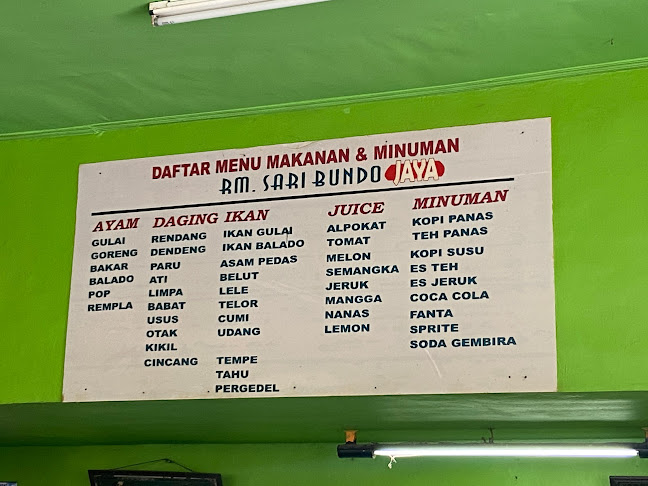 DAFTAR MENU MAKANAN & MINUMAN
RM. SARI BUNDO JAYA
AYAM
GULAI
GORENG
BAKAR
BALADO
POP
REMPLA
DAGING
RENDANG
DENDENG
PARU
ATI
LIMPA
BABAT
USUS
OTAK
KIKIL
CINCANG
IKAN
IKAN GULAI
IKAN BALADO
ASAM PEDAS
BELUT
LELE
TELOR
CUMI
UDANG
TEMPE
TAHU
PERGEDEL
JUICE
ALPOKAT
TOMAT
MELON
SEMANGKA
JERUK
MANGGA
NANAS
LEMON
MINUMAN
KOPI PANAS
TEH PANAS
KOPI SUSU
ES TEH
ES JERUK
COCA COLA
FANTA
SPRITE
SODA GEMBIRA